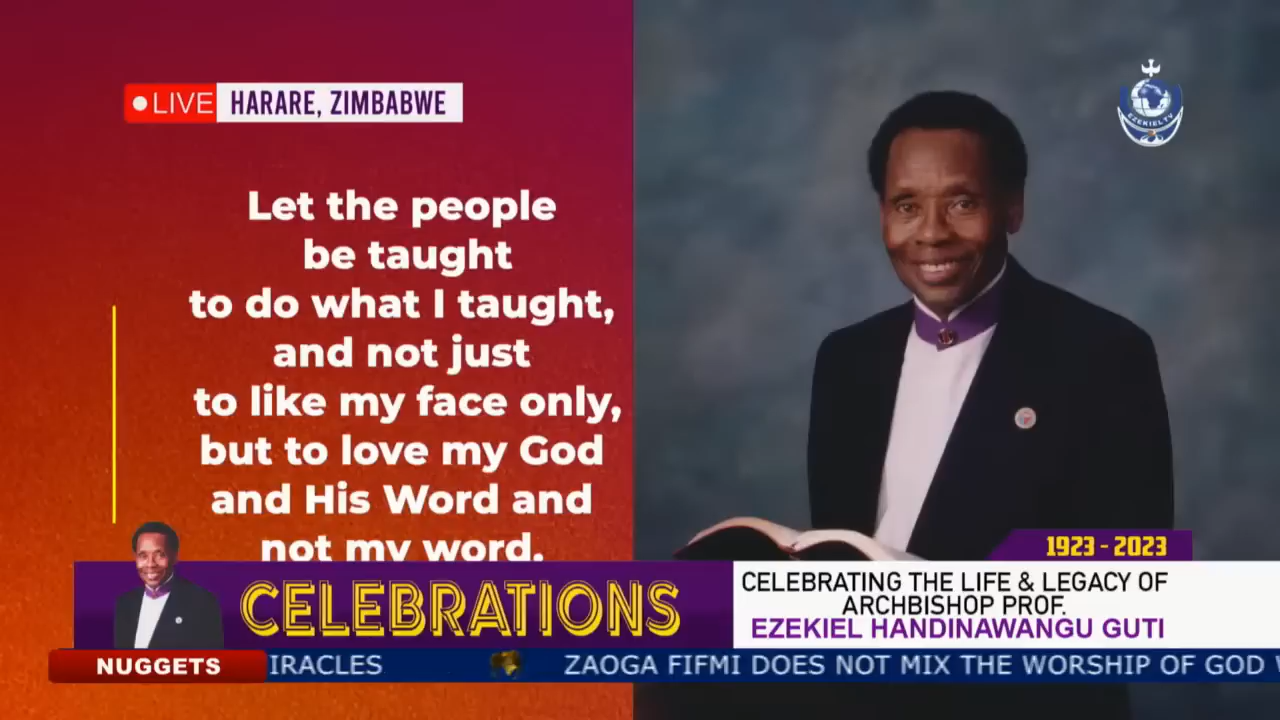 LIVE HARARE, ZIMBABWE
EZEKIEL TV
Let the people
be taught
to do what I taught,
and not just
to like my face only,
but to love my God
and His Word and
not my word.
1923 - 2023
CELEBRATIONS
CELEBRATING THE LIFE & LEGACY OF
ARCHBISHOP PROF.
EZEKIEL HANDINAWANGU GUTI
NUGGETS IRACLES ZAOGA FIFMI DOES NOT MIX THE WORSHIP OF GOD